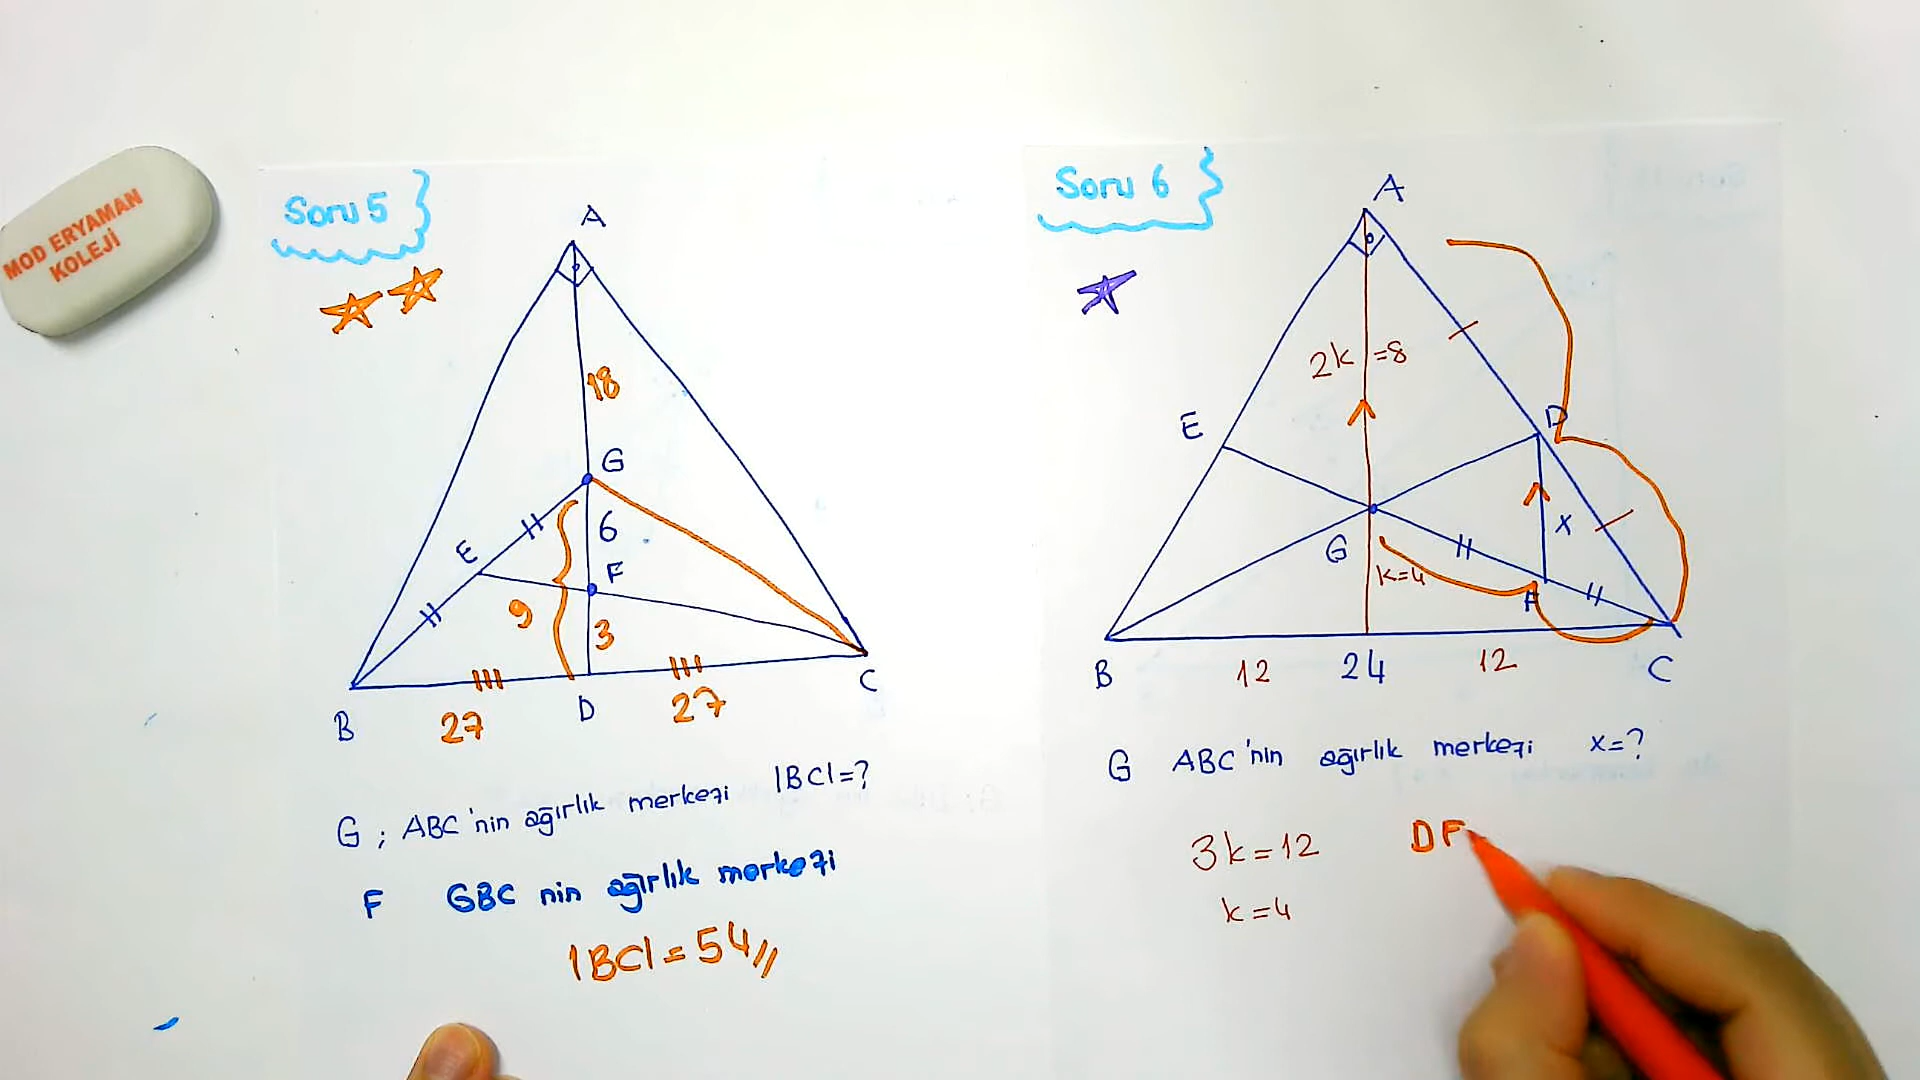 MOD ERYAMAN
KOLEJİ
Soru 5
A
18
G
6
E
F
9
3
B
27
D
27
C
G ; ABC'nin ağırlık merkezi |BC|=?
F GBC nin ağırlık merkezi
|BC|=54//
Soru 6
A
2k =8
E
D
x
G
k=4
F
B
12
24
12
C
G ABC'nin ağırlık merkezi x=?
3k=12
DF
k=4